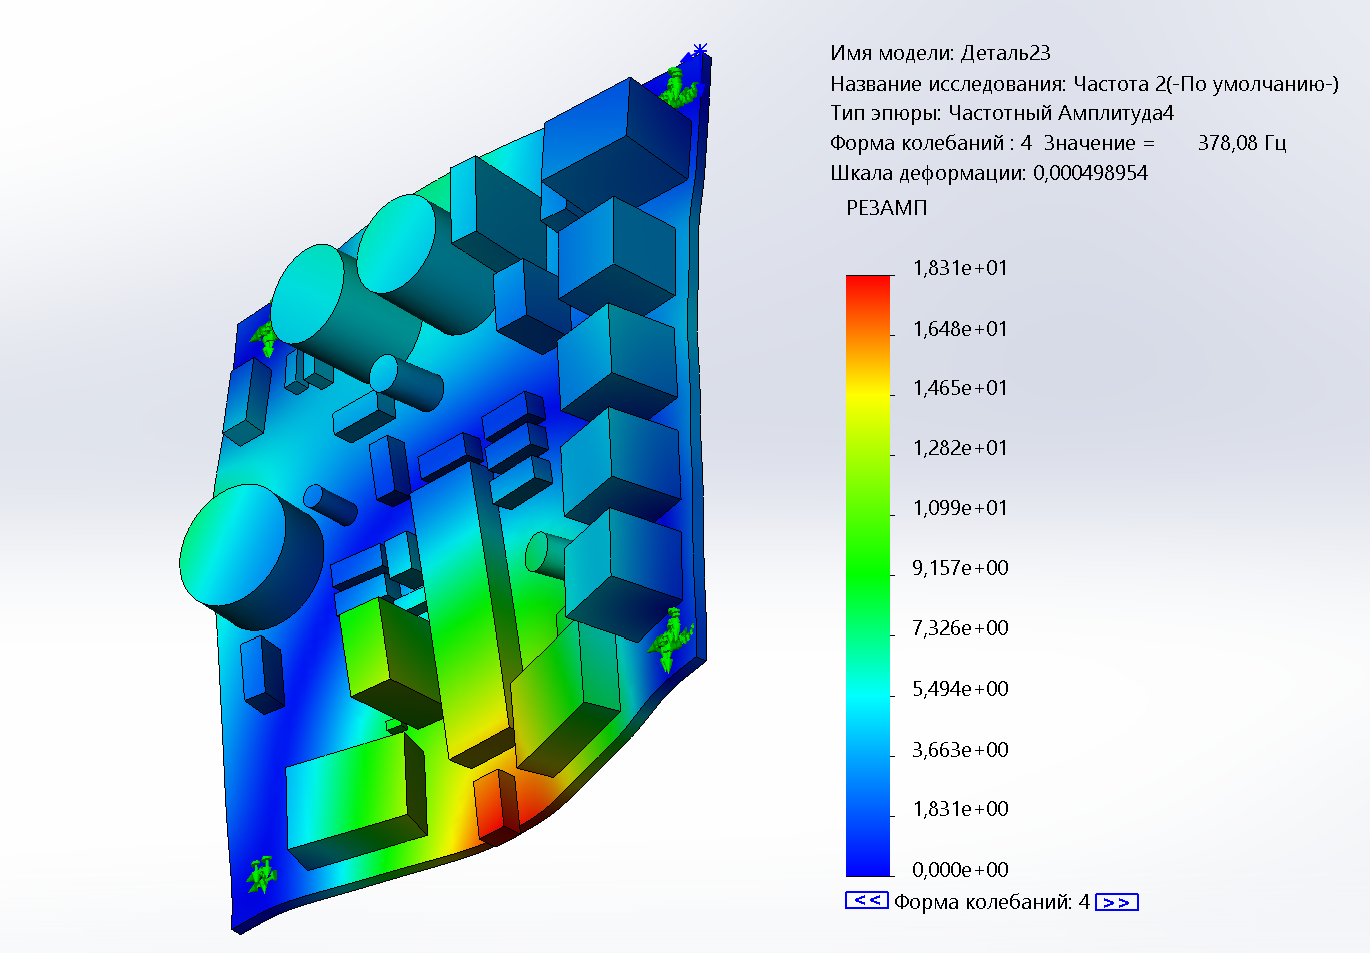 Имя модели: Деталь23
Название исследования: Частота 2(-По умолчанию-)
Тип эпюры: Частотный Амплитуда4
Форма колебаний : 4 Значение = 378,08 Гц
Шкала деформации: 0,000498954
РЕЗАМП
1,831e+01
1,648e+01
1,465e+01
1,282e+01
1,099e+01
9,157e+00
7,326e+00
5,494e+00
3,663e+00
1,831e+00
0,000e+00
<< Форма колебаний: 4 >>